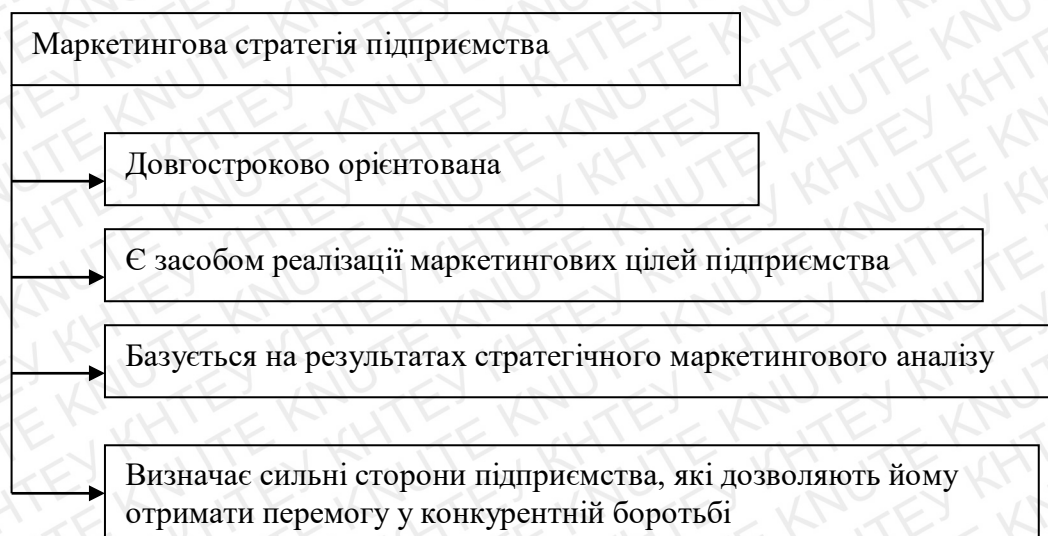 Маркетингова стратегія підприємства
Довгостроково орієнтована
Є засобом реалізації маркетингових цілей підприємства
Базується на результатах стратегічного маркетингового аналізу
Визначає сильні сторони підприємства, які дозволяють йому
отримати перемогу у конкурентній боротьбі